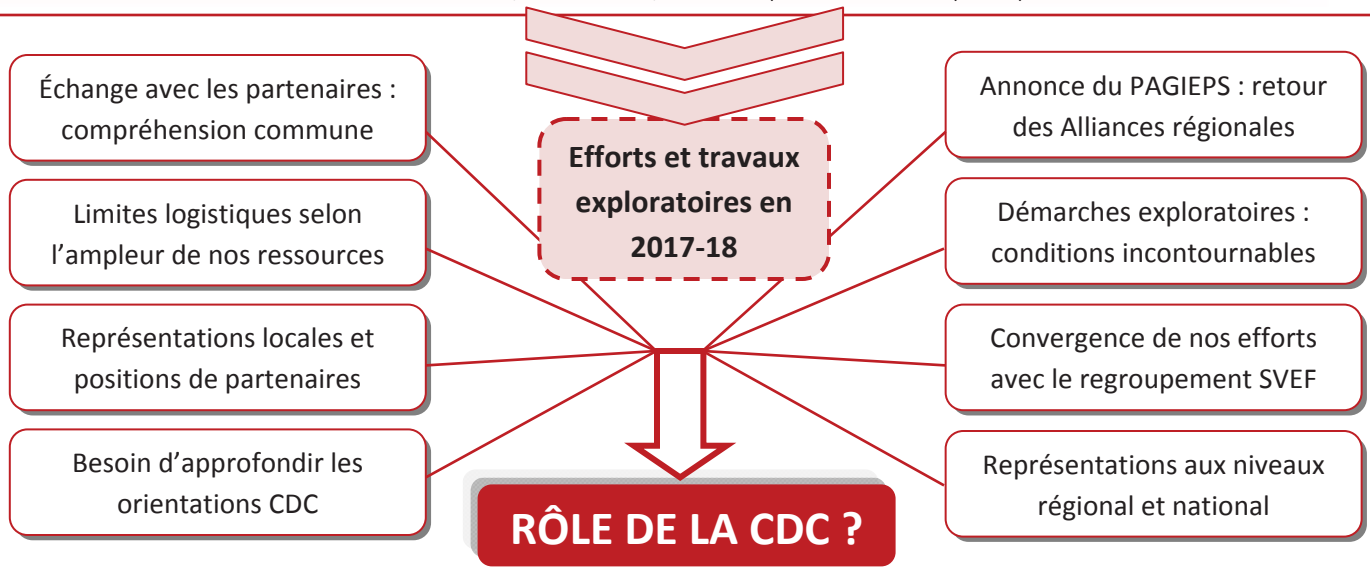 Échange avec les partenaires :
compréhension commune
Limites logistiques selon
l’ampleur de nos ressources
Représentations locales et
positions de partenaires
Besoin d’approfondir les
orientations CDC
Efforts et travaux
exploratoires en
2017-18
RÔLE DE LA CDC ?
Annonce du PAGIEPS : retour
des Alliances régionales
Démarches exploratoires :
conditions incontournables
Convergence de nos efforts
avec le regroupement SVEF
Représentations aux niveaux
régional et national